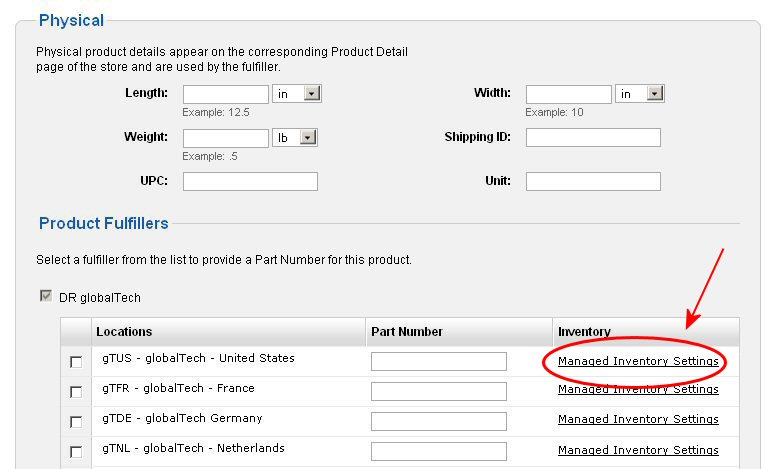 Physical
Physical product details appear on the corresponding Product Detail
page of the store and are used by the fulfiller.
Length: in Width: in
Example: 12.5 Example: 10
Weight: lb Shipping ID:
Example: .5
UPC: Unit:
Product Fulfillers
Select a fulfiller from the list to provide a Part Number for this product.
DR globalTech
Locations Part Number Inventory
gTUS - globalTech - United States Managed Inventory Settings
gTFR - globalTech - France Managed Inventory Settings
gTDE - globalTech Germany Managed Inventory Settings
gTNL - globalTech - Netherlands Managed Inventory Settings